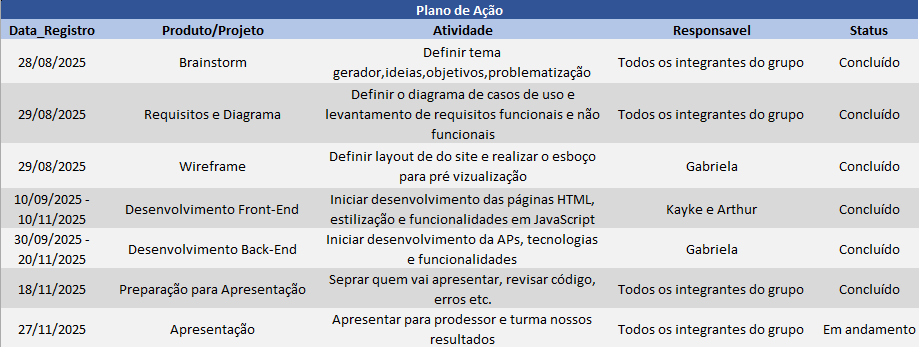 Plano de Ação
Data_Registro Produto/Projeto Atividade Responsavel Status
28/08/2025 Brainstorm Definir tema gerador,ideias,objetivos,problematização Todos os integrantes do grupo Concluído
29/08/2025 Requisitos e Diagrama Definir o diagrama de casos de uso e levantamento de requisitos funcionais e não funcionais Todos os integrantes do grupo Concluído
29/08/2025 Wireframe Definir layout de do site e realizar o esboço para pré vizualização Gabriela Concluído
10/09/2025 - 10/11/2025 Desenvolvimento Front-End Iniciar desenvolvimento das páginas HTML, estilização e funcionalidades em JavaScript Kayke e Arthur Concluído
30/09/2025 - 20/11/2025 Desenvolvimento Back-End Iniciar desenvolvimento da APs, tecnologias e funcionalidades Gabriela Concluído
18/11/2025 Preparação para Apresentação Seprar quem vai apresentar, revisar código, erros etc. Todos os integrantes do grupo Concluído
27/11/2025 Apresentação Apresentar para prodessor e turma nossos resultados Todos os integrantes do grupo Em andamento